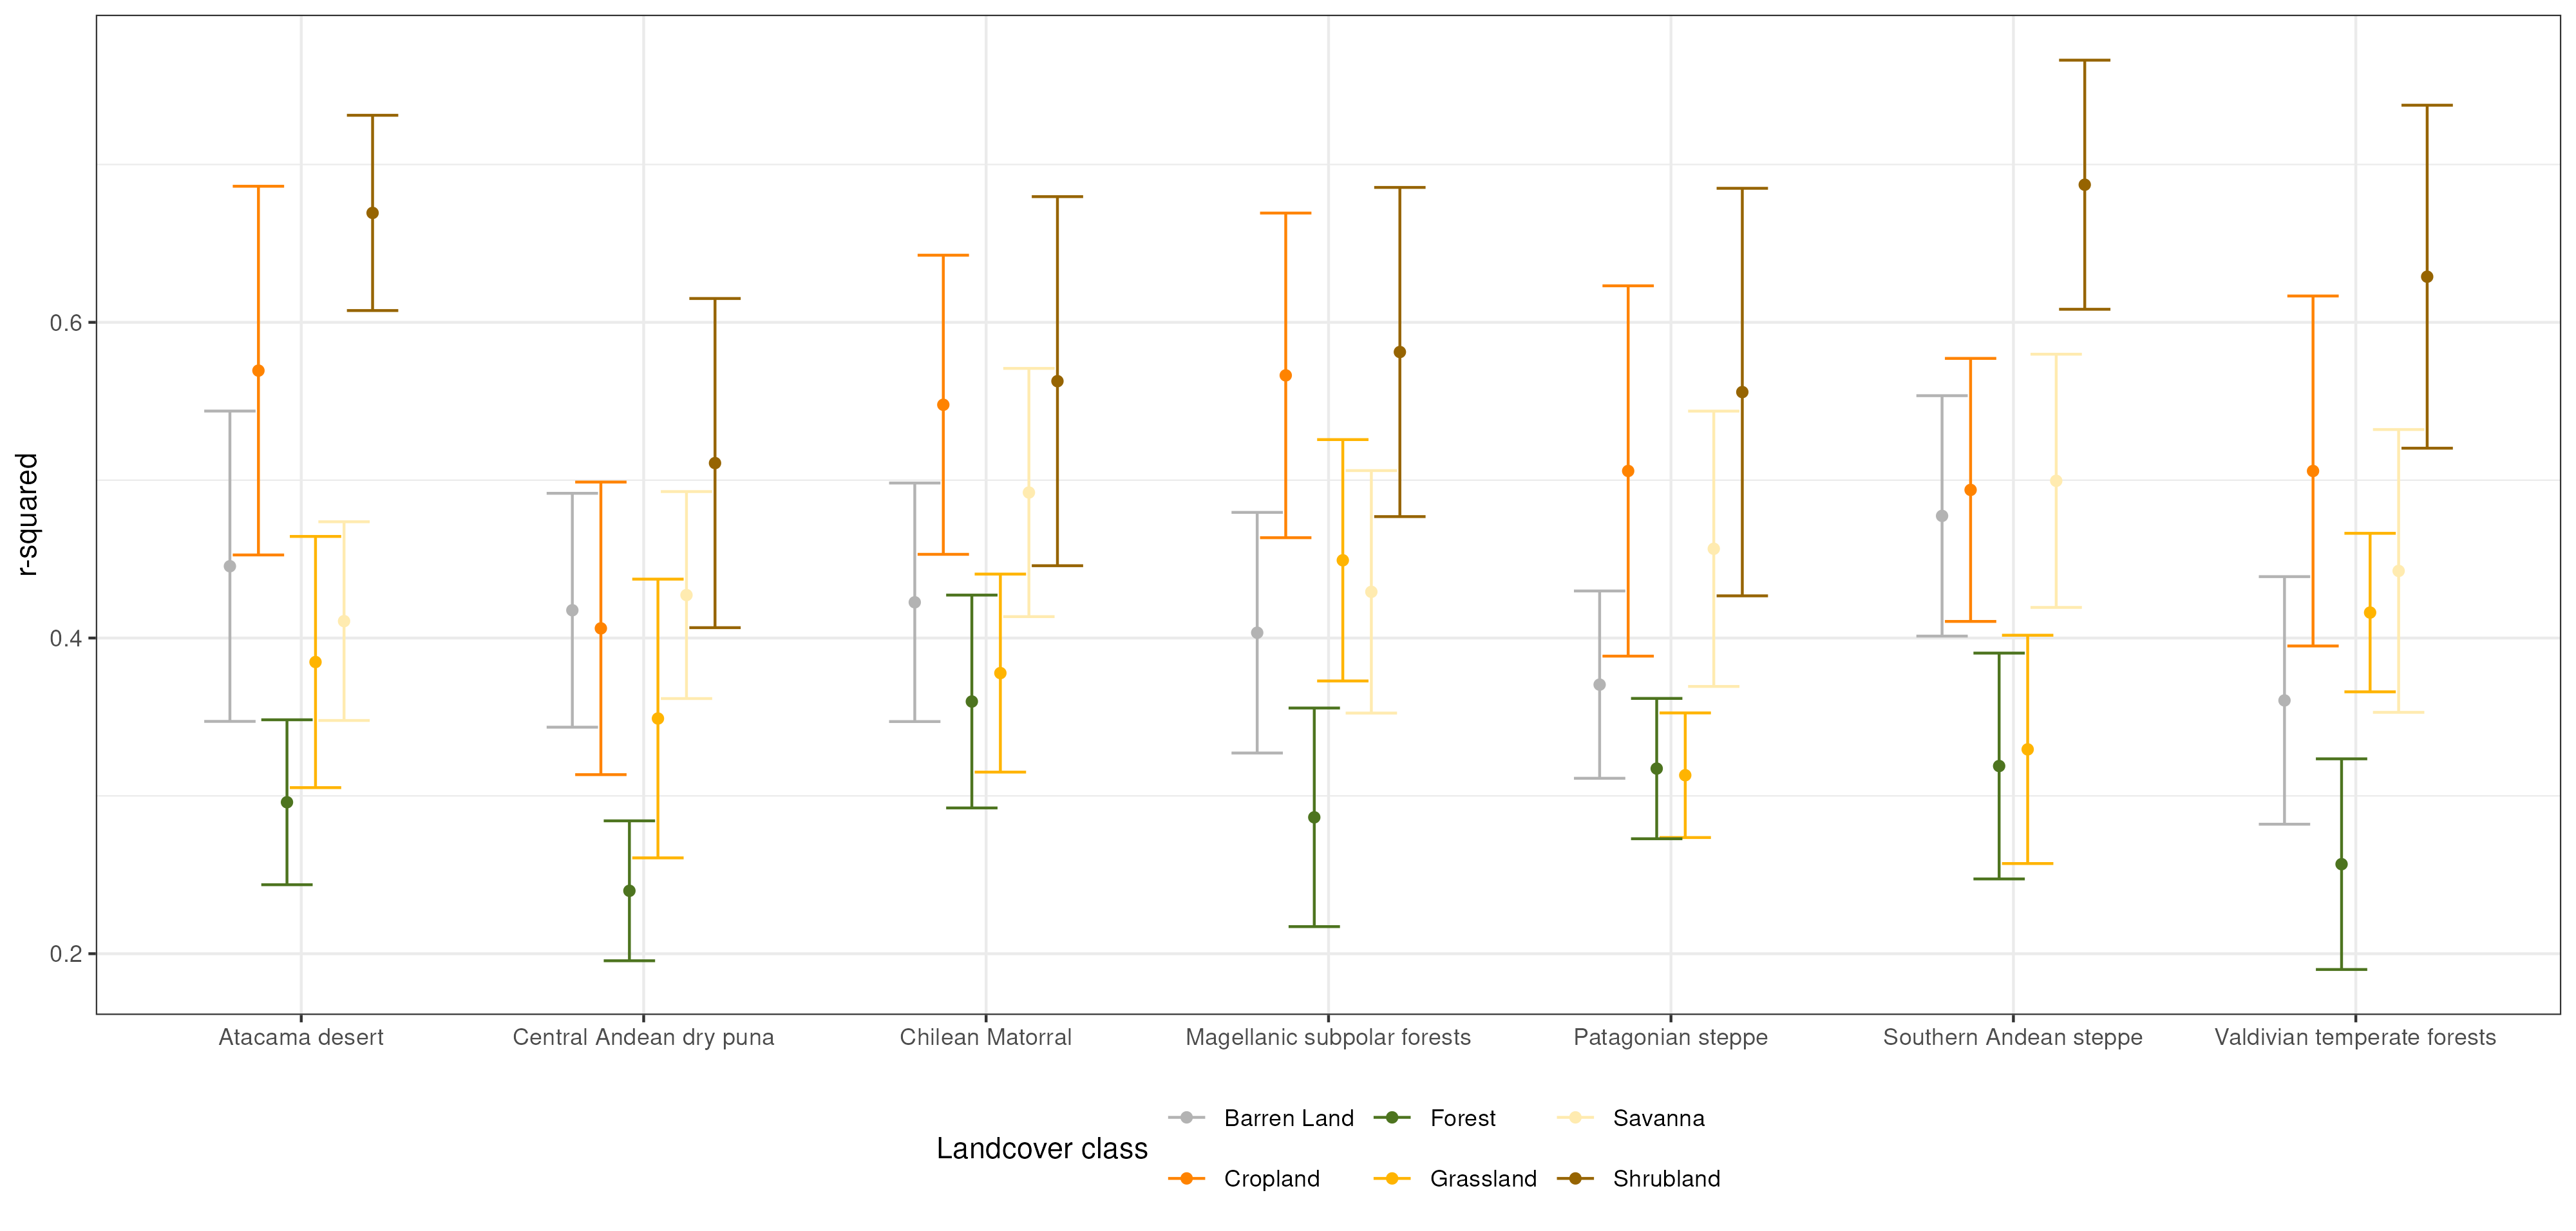 r-squared
0.6
0.4
0.2
Atacama desert Central Andean dry puna Chilean Matorral Magellanic subpolar forests Patagonian steppe Southern Andean steppe Valdivian temperate forests
Landcover class
Barren Land Forest Savanna
Cropland Grassland Shrubland